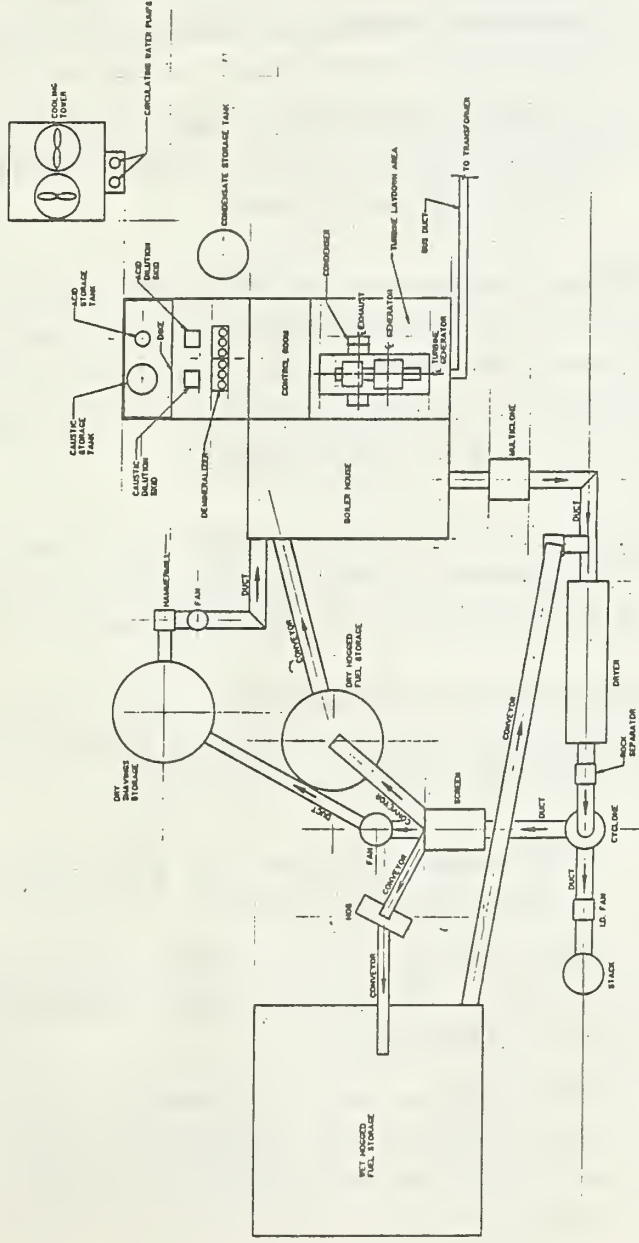 COOLING
TOWER
CIRCULATING WATER PUMPS
CONDENSATE STORAGE TANK
ACID
STORAGE
TANK
ACID
DILUTION
SKID
CAUSTIC
STORAGE
TANK
DIKE
CAUSTIC
DILUTION
SKID
DEMINERALIZER
CONTROL ROOM
CONDENSER
℄ EXHAUST
℄ GENERATOR
TURBINE LAYDOWN AREA
℄ TURBINE
GENERATOR
BUS DUCT
TO TRANSFORMER
BOILER HOUSE
MULTICLONE
DUCT
HAMMERMILL
FAN
DUCT
CONVEYOR
DRY
SHAVINGS
STORAGE
DRY HOGGED
FUEL STORAGE
DUCT
CONVEYOR
FAN
SCREEN
CONVEYOR
HOG
CONVEYOR
CONVEYOR
DUCT
DRYER
ROCK
SEPARATOR
CYCLONE
DUCT
I.D. FAN
STACK
WET HOGGED
FUEL STORAGE